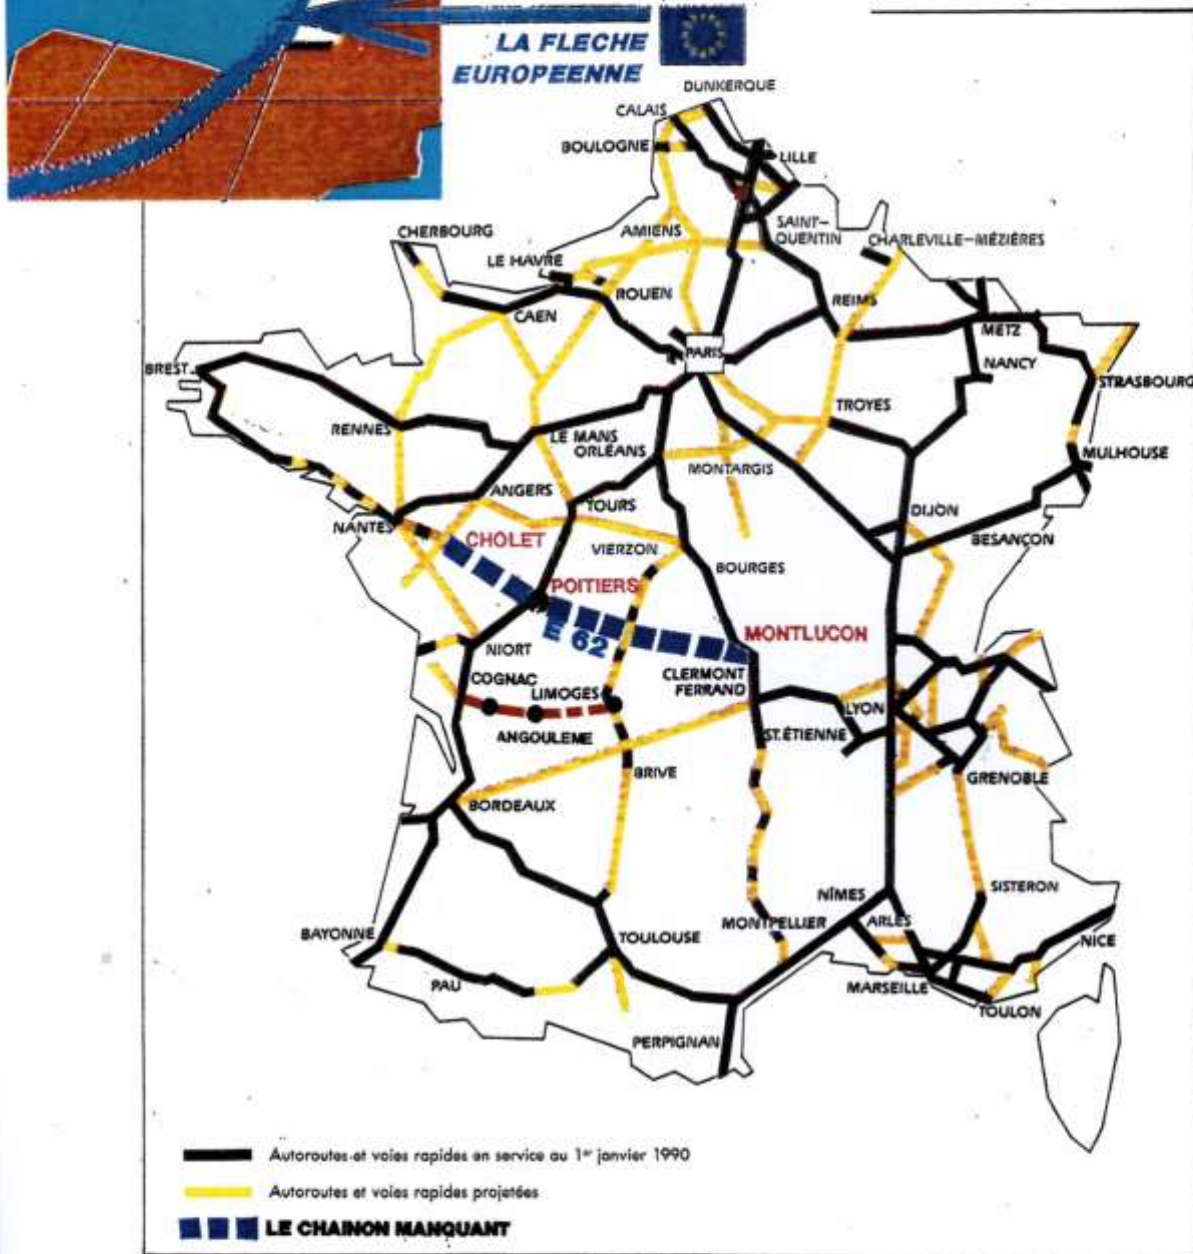 LA FLECHE
EUROPEENNE
DUNKERQUE
CALAIS
BOULOGNE
LILLE
SAINT-
QUENTIN
AMIENS
CHERBOURG
CHARLEVILLE-MÉZIÈRES
LE HAVRE
ROUEN
REIMS
CAEN
METZ
PARIS
NANCY
BREST
STRASBOURG
TROYES
RENNES
LE MANS
ORLÉANS
MULHOUSE
MONTARGIS
ANGERS
TOURS
DIJON
NANTES
CHOLET
VIERZON
BESANÇON
BOURGES
POITIERS
E 62
MONTLUCON
NIORT
CLERMONT
FERRAND
COGNAC
LIMOGES
LYON
ANGOULEME
ST.ÉTIENNE
BRIVE
GRENOBLE
BORDEAUX
SISTERON
NÎMES
MONTPELLIER
ARLES
BAYONNE
TOULOUSE
NICE
PAU
MARSEILLE
TOULON
PERPIGNAN
Autoroutes et voies rapides en service au 1er janvier 1990
Autoroutes et voies rapides projetées
LE CHAINON MANQUANT